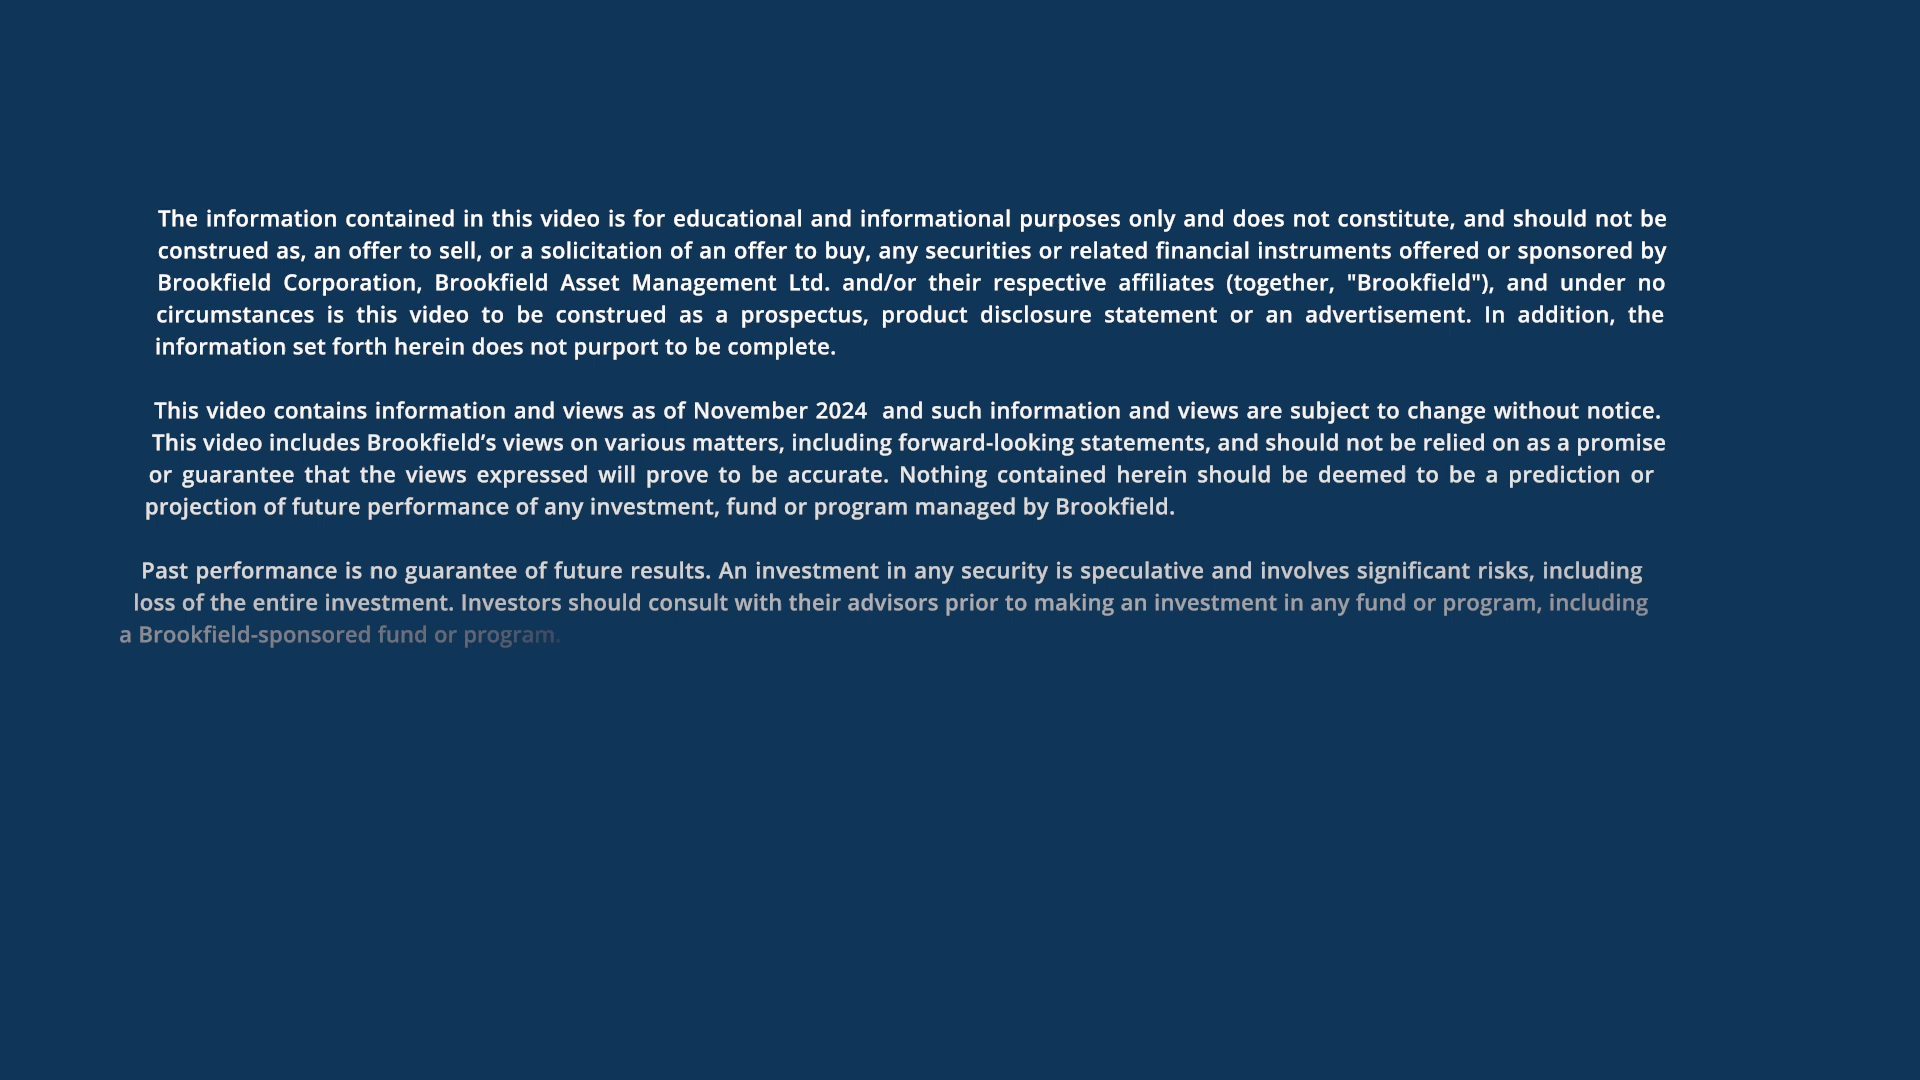 The information contained in this video is for educational and informational purposes only and does not constitute, and should not be
construed as, an offer to sell, or a solicitation of an offer to buy, any securities or related financial instruments offered or sponsored by
Brookfield Corporation, Brookfield Asset Management Ltd. and/or their respective affiliates (together, "Brookfield"), and under no
circumstances is this video to be construed as a prospectus, product disclosure statement or an advertisement. In addition, the
information set forth herein does not purport to be complete.
This video contains information and views as of November 2024  and such information and views are subject to change without notice.
This video includes Brookfield’s views on various matters, including forward-looking statements, and should not be relied on as a promise
or guarantee that the views expressed will prove to be accurate. Nothing contained herein should be deemed to be a prediction or
projection of future performance of any investment, fund or program managed by Brookfield.
Past performance is no guarantee of future results. An investment in any security is speculative and involves significant risks, including
loss of the entire investment. Investors should consult with their advisors prior to making an investment in any fund or program, including
a Brookfield-sponsored fund or program.